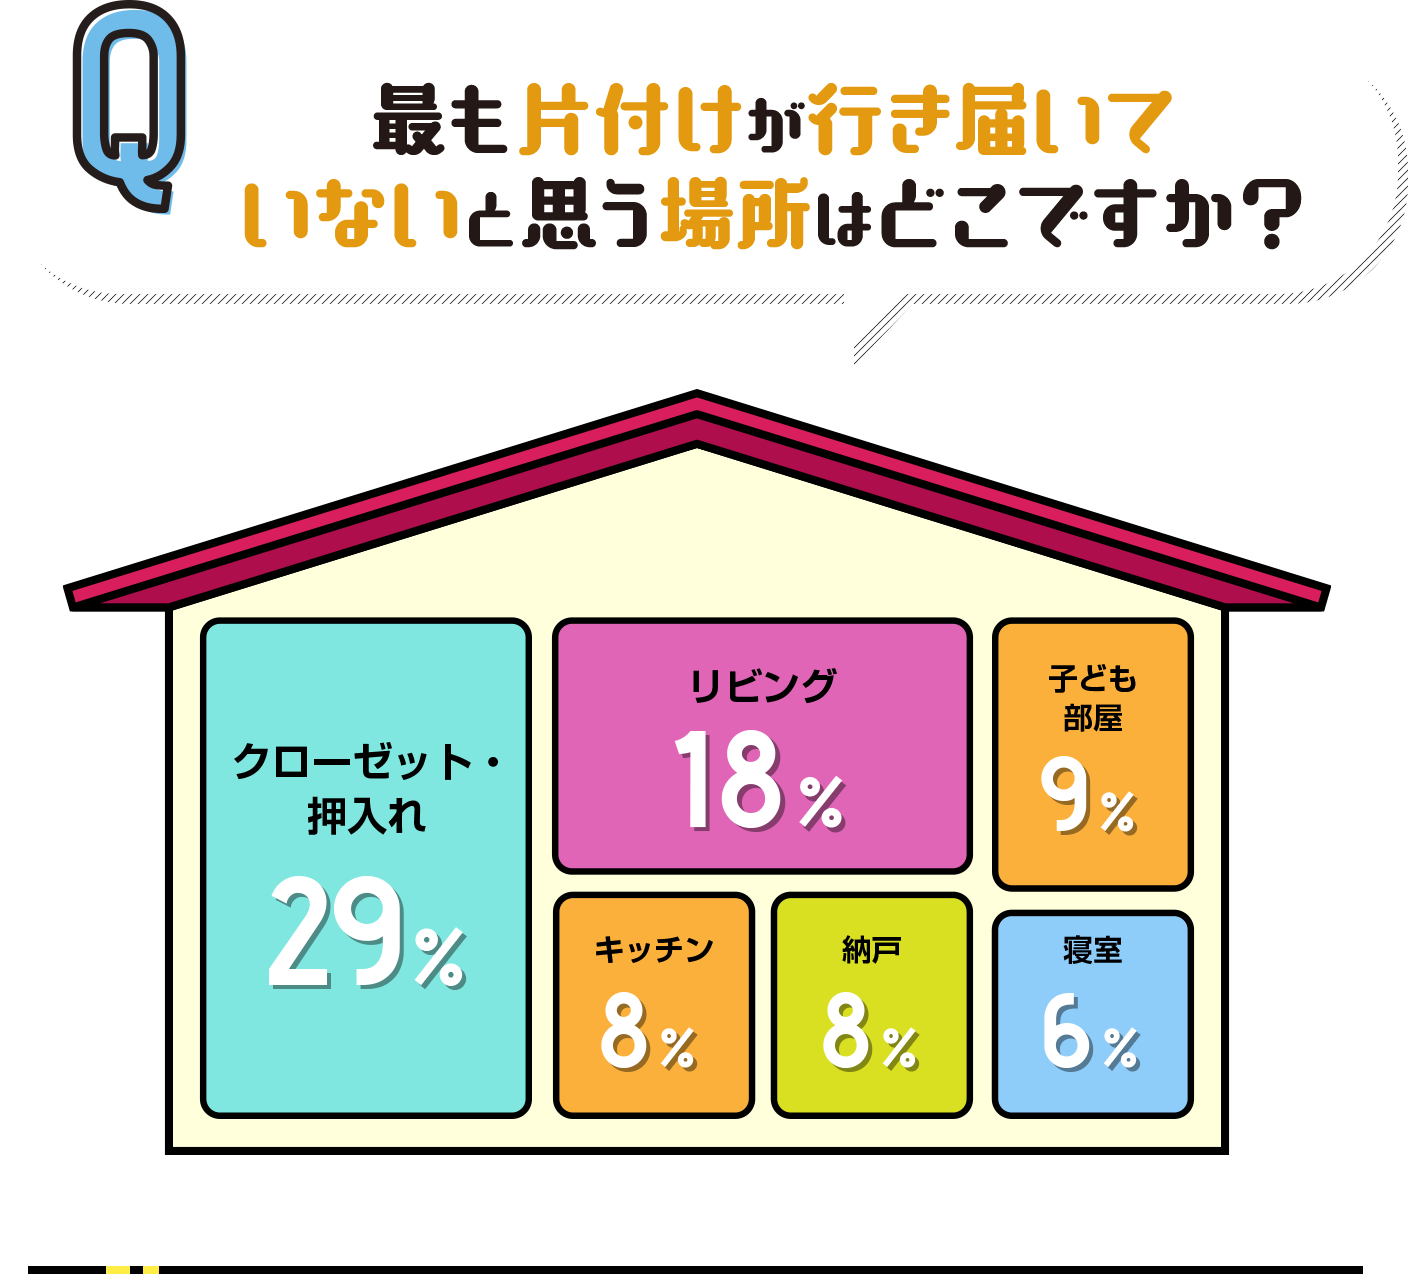 Q
最も片付けが行き届いて
いないと思う場所はどこですか？
クローゼット・
押入れ
29%
リビング
18%
子ども
部屋
9%
キッチン
8%
納戸
8%
寝室
6%